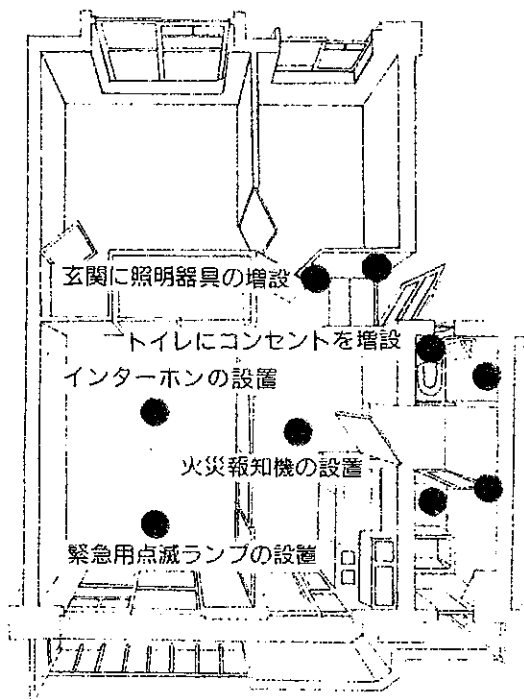 玄関に照明器具の増設
トイレにコンセントを増設
インターホンの設置
火災報知機の設置
緊急用点滅ランプの設置